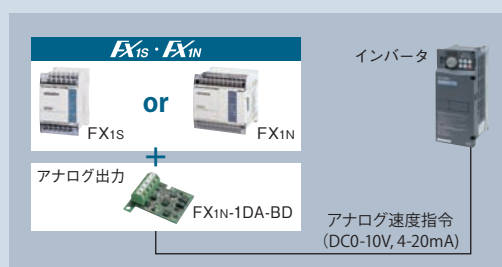 FX1S・FX1N
or
FX1S
FX1N
+
アナログ出力
FX1N-1DA-BD
インバータ
アナログ速度指令
(DC0-10V, 4-20mA)